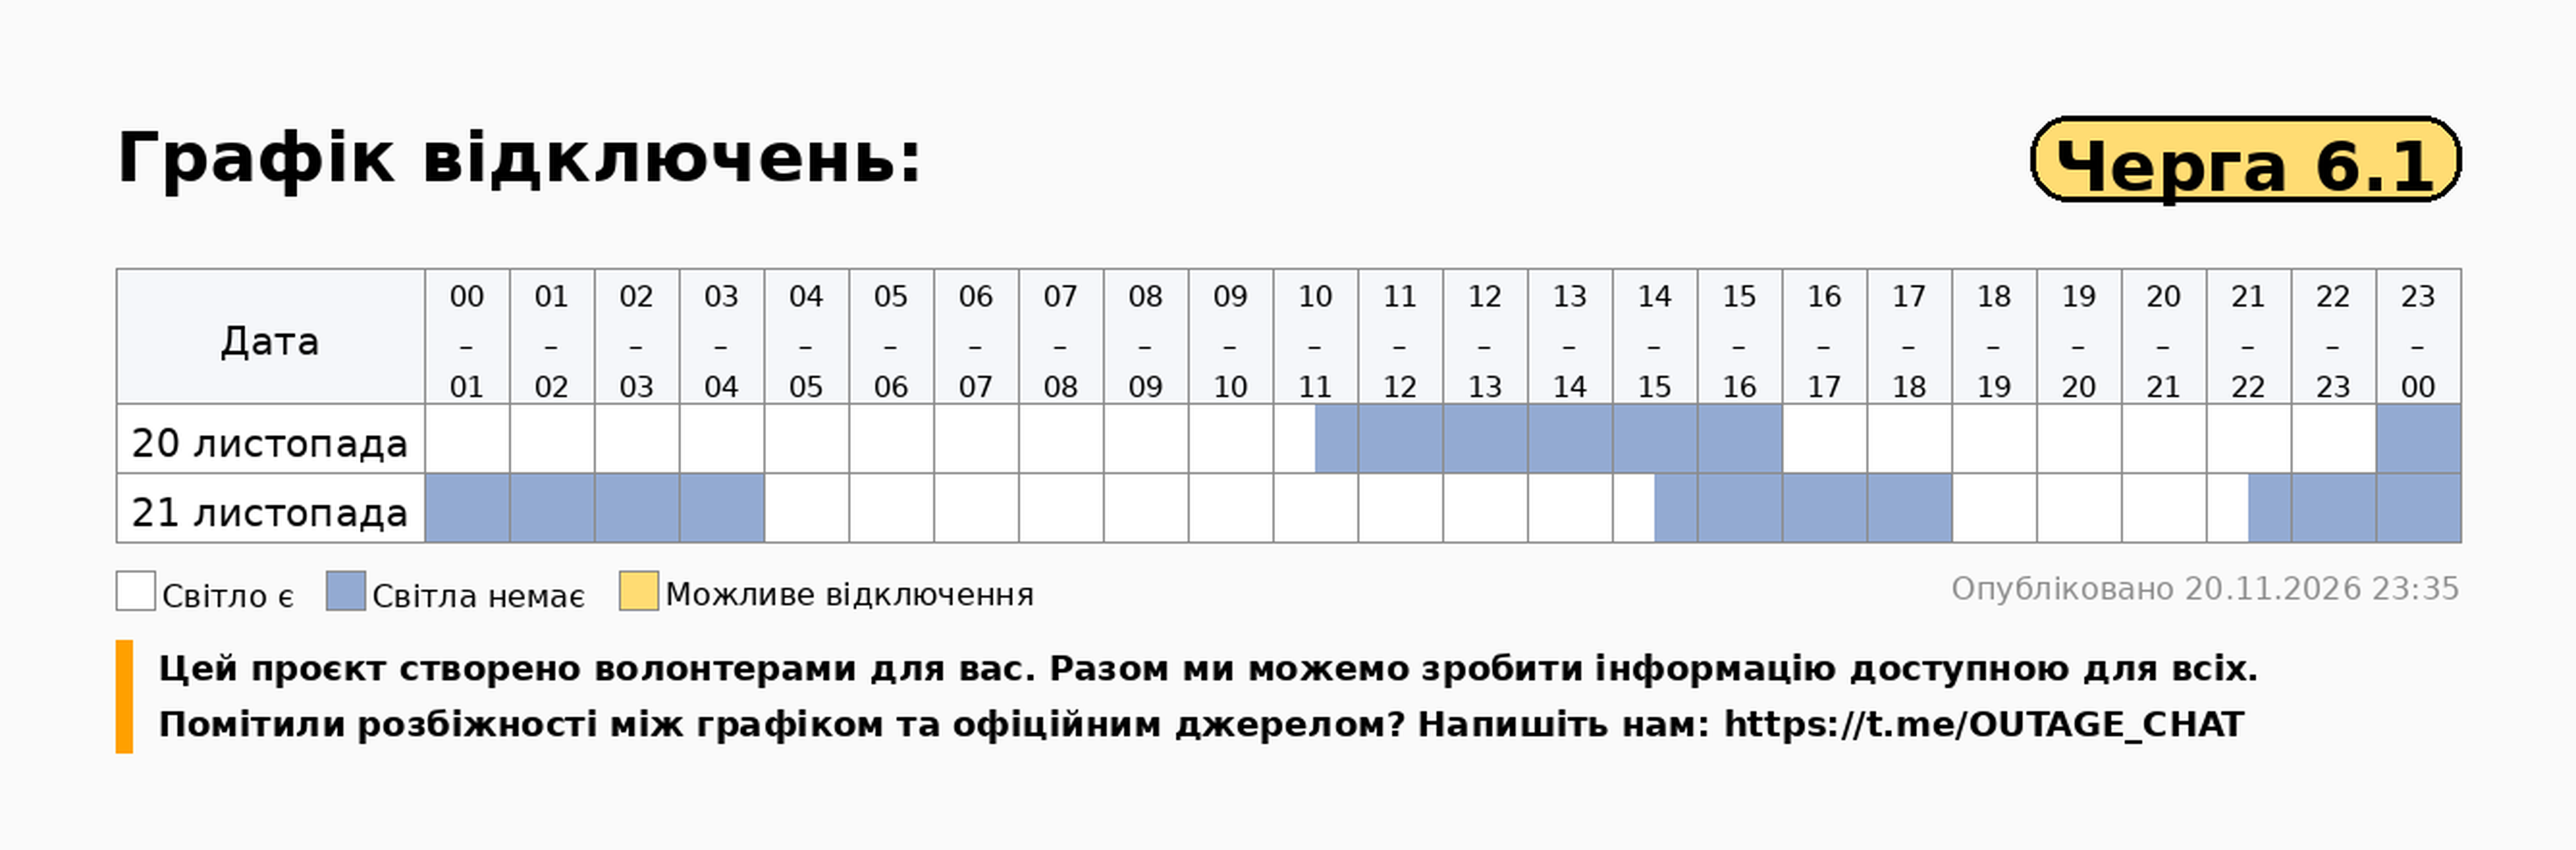 Графік відключень:
Черга 6.1
Дата 00 – 01 01 – 02 02 – 03 03 – 04 04 – 05 05 – 06 06 – 07 07 – 08 08 – 09 09 – 10 10 – 11 11 – 12 12 – 13 13 – 14 14 – 15 15 – 16 16 – 17 17 – 18 18 – 19 19 – 20 20 – 21 21 – 22 22 – 23 23 – 00
20 листопада
21 листопада
Світло є Світла немає Можливе відключення
Опубліковано 20.11.2026 23:35
Цей проєкт створено волонтерами для вас. Разом ми можемо зробити інформацію доступною для всіх.
Помітили розбіжності між графіком та офіційним джерелом? Напишіть нам: https://t.me/OUTAGE_CHAT